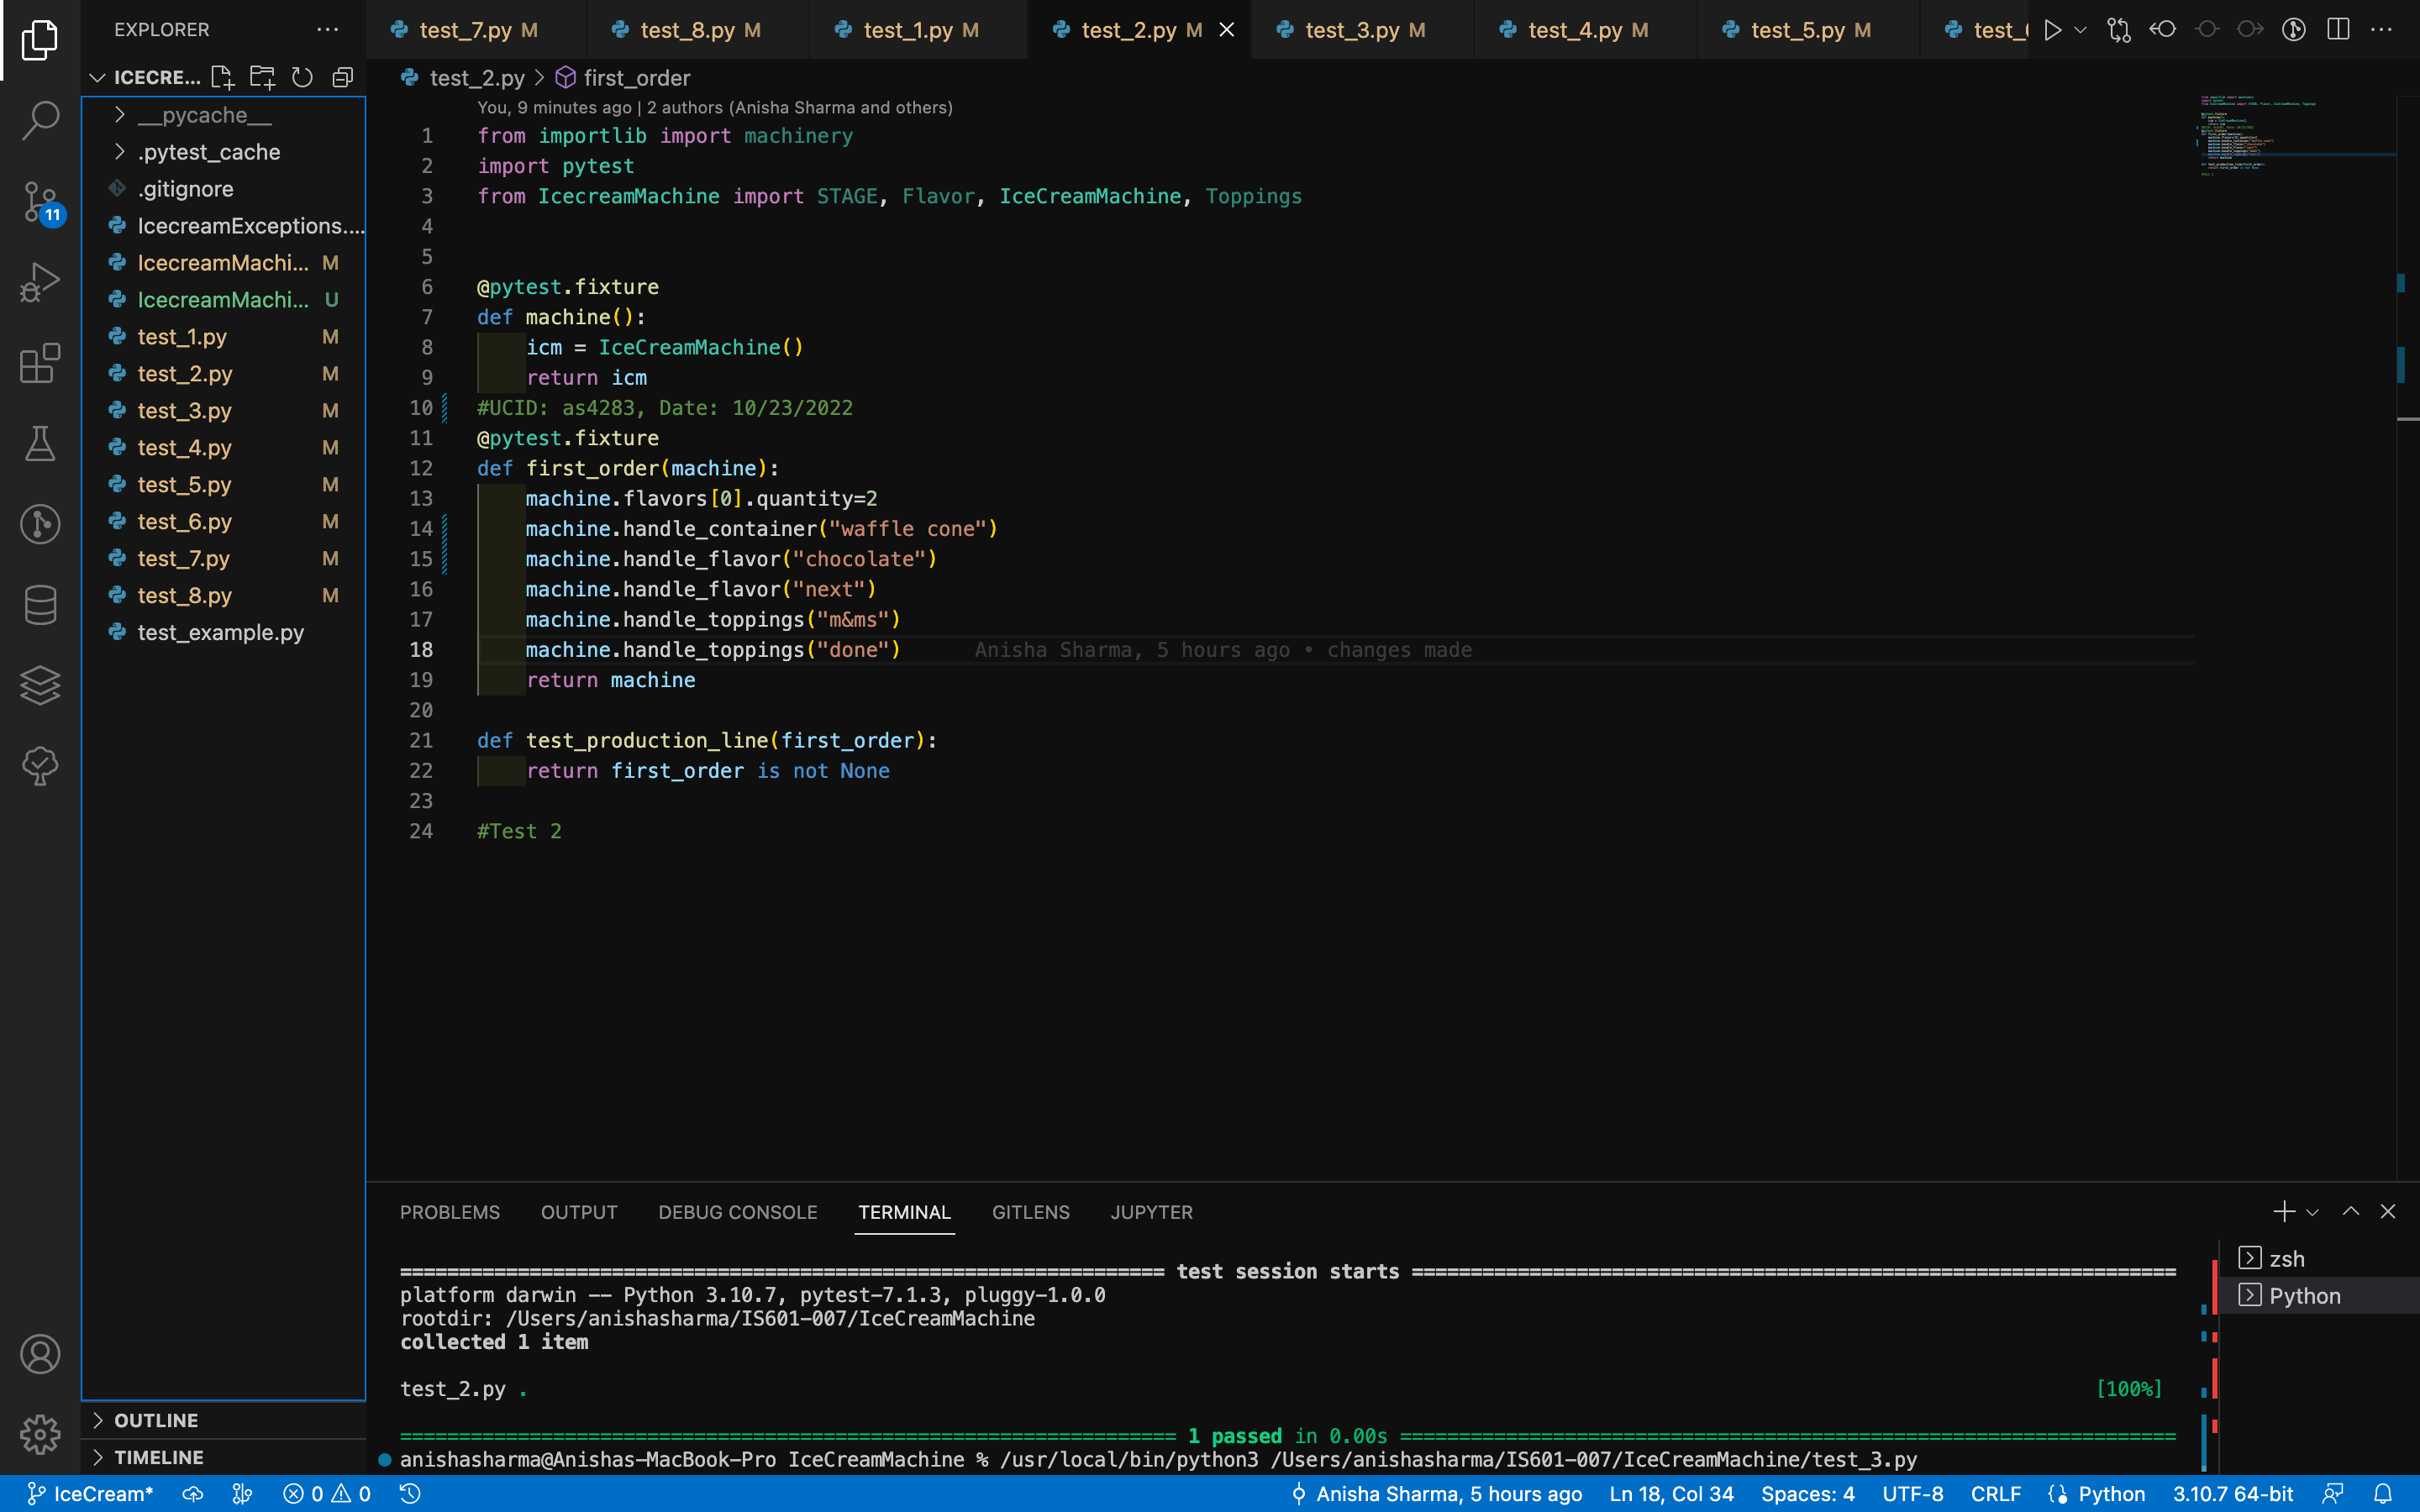 EXPLORER
test_7.py M
test_8.py M
test_1.py M
test_2.py M
test_3.py M
test_4.py M
test_5.py M
ICECRE...
test_2.py > first_order
__pycache__
.pytest_cache
.gitignore
IcecreamExceptions....
IcecreamMachi... M
IcecreamMachi... U
test_1.py M
test_2.py M
test_3.py M
test_4.py M
test_5.py M
test_6.py M
test_7.py M
test_8.py M
test_example.py
11
OUTLINE
TIMELINE
You, 9 minutes ago | 2 authors (Anisha Sharma and others)
1 from importlib import machinery
2 import pytest
3 from IcecreamMachine import STAGE, Flavor, IceCreamMachine, Toppings
4
5
6 @pytest.fixture
7 def machine():
8 icm = IceCreamMachine()
9 return icm
10 #UCID: as4283, Date: 10/23/2022
11 @pytest.fixture
12 def first_order(machine):
13 machine.flavors[0].quantity=2
14 machine.handle_container("waffle cone")
15 machine.handle_flavor("chocolate")
16 machine.handle_flavor("next")
17 machine.handle_toppings("m&ms")
18 machine.handle_toppings("done") Anisha Sharma, 5 hours ago • changes made
19 return machine
20
21 def test_production_line(first_order):
22 return first_order is not None
23
24 #Test 2
PROBLEMS OUTPUT DEBUG CONSOLE TERMINAL GITLENS JUPYTER
zsh
Python
test session starts
platform darwin -- Python 3.10.7, pytest-7.1.3, pluggy-1.0.0
rootdir: /Users/anishasharma/IS601-007/IceCreamMachine
collected 1 item
test_2.py . [100%]
1 passed in 0.00s
anishasharma@Anishas-MacBook-Pro IceCreamMachine % /usr/local/bin/python3 /Users/anishasharma/IS601-007/IceCreamMachine/test_3.py
IceCream* 0 0 Anisha Sharma, 5 hours ago Ln 18, Col 34 Spaces: 4 UTF-8 CRLF Python 3.10.7 64-bit